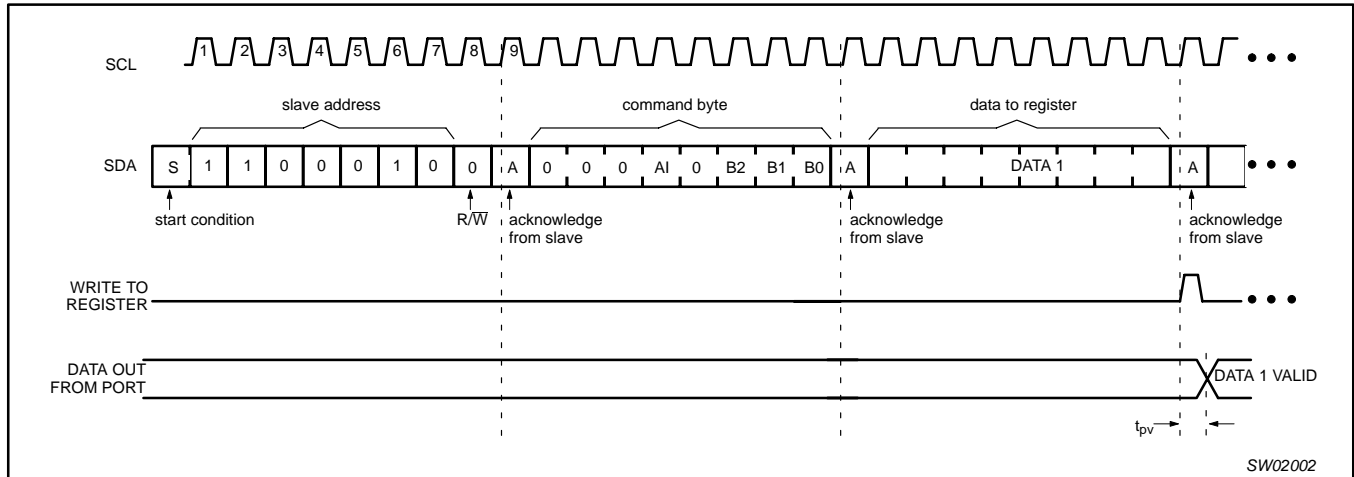 SCL 1 2 3 4 5 6 7 8 9
slave address command byte data to register
SDA S 1 1 0 0 0 1 0 0 A 0 0 0 AI 0 B2 B1 B0 A DATA 1 A
start condition R/W̅ acknowledge from slave acknowledge from slave acknowledge from slave
WRITE TO
REGISTER
DATA OUT
FROM PORT
DATA 1 VALID
tpv
SW02002